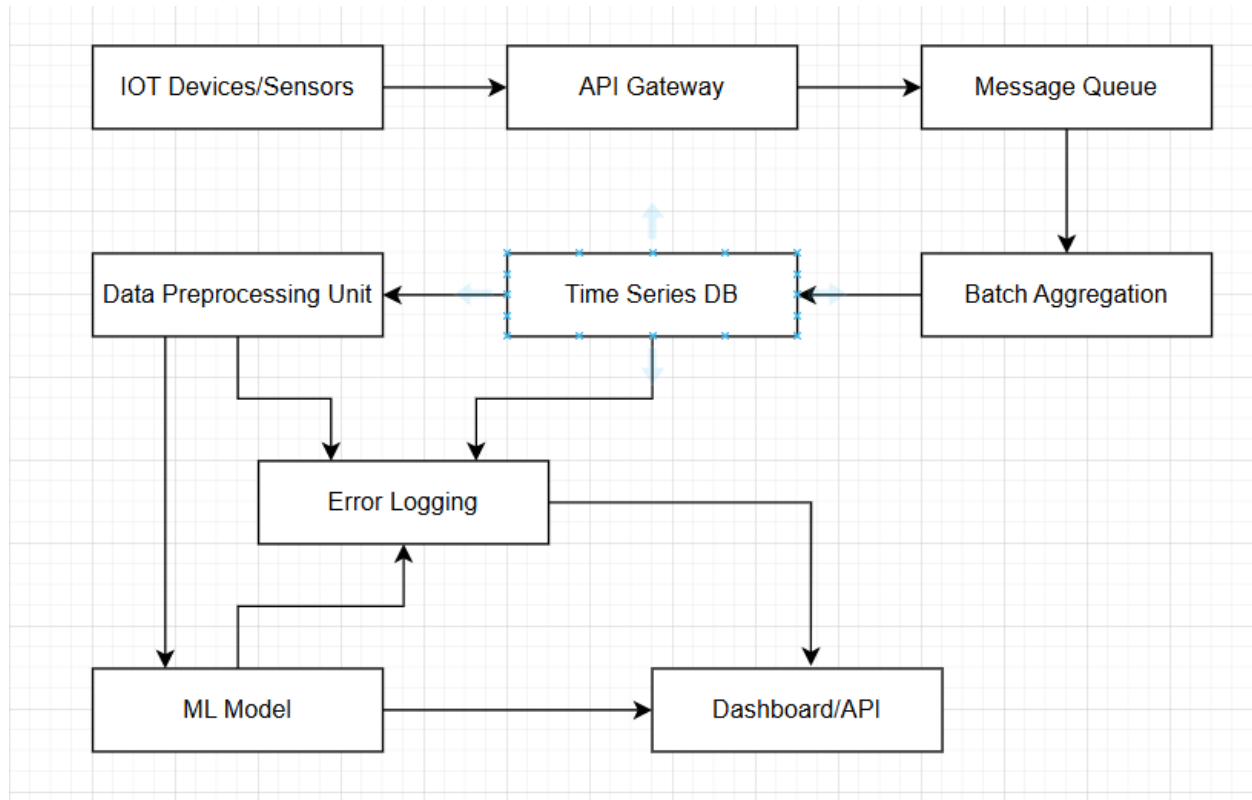 IOT Devices/Sensors
API Gateway
Message Queue
Data Preprocessing Unit
Time Series DB
Batch Aggregation
Error Logging
ML Model
Dashboard/API